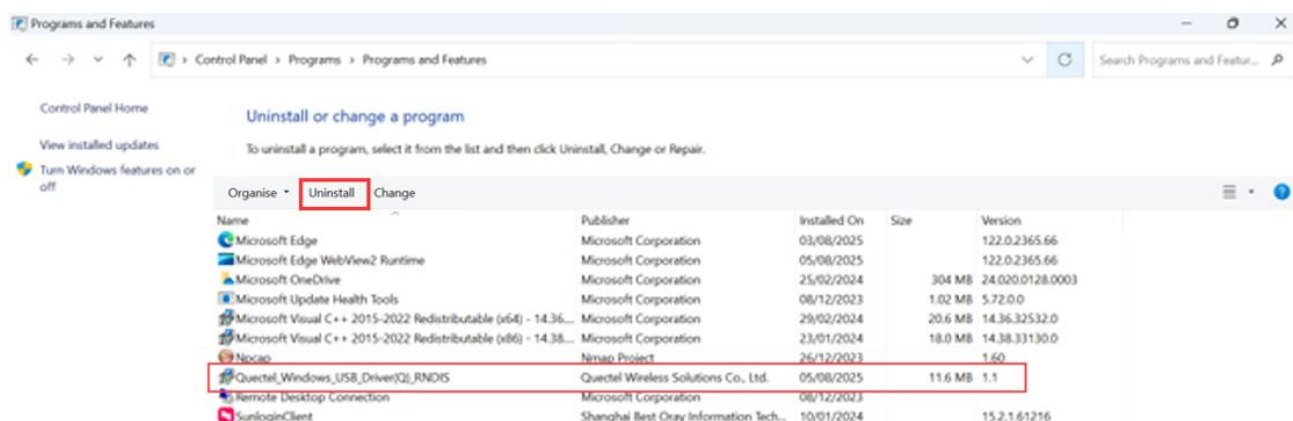 Programs and Features
Control Panel > Programs > Programs and Features
Search Programs and Featur...
Control Panel Home
View installed updates
Turn Windows features on or
off
Uninstall or change a program
To uninstall a program, select it from the list and then click Uninstall, Change or Repair.
Organise Uninstall Change
Name Publisher Installed On Size Version
Microsoft Edge Microsoft Corporation 03/08/2025 122.0.2365.66
Microsoft Edge WebView2 Runtime Microsoft Corporation 05/08/2025 122.0.2365.66
Microsoft OneDrive Microsoft Corporation 25/02/2024 304 MB 24.020.0128.0003
Microsoft Update Health Tools Microsoft Corporation 08/12/2023 1.02 MB 5.72.0.0
Microsoft Visual C++ 2015-2022 Redistributable (x64) - 14.36.... Microsoft Corporation 29/02/2024 20.6 MB 14.36.32532.0
Microsoft Visual C++ 2015-2022 Redistributable (x86) - 14.38.... Microsoft Corporation 23/01/2024 18.0 MB 14.38.33130.0
Npcap Nmap Project 26/12/2023 1.60
Quectel_Windows_USB_Driver(Q)_RNDIS Quectel Wireless Solutions Co., Ltd. 05/08/2025 11.6 MB 1.1
Remote Desktop Connection Microsoft Corporation 08/12/2023
SunloginClient Shanghai Best Oray Information Tech... 10/01/2024 15.2.1.61216